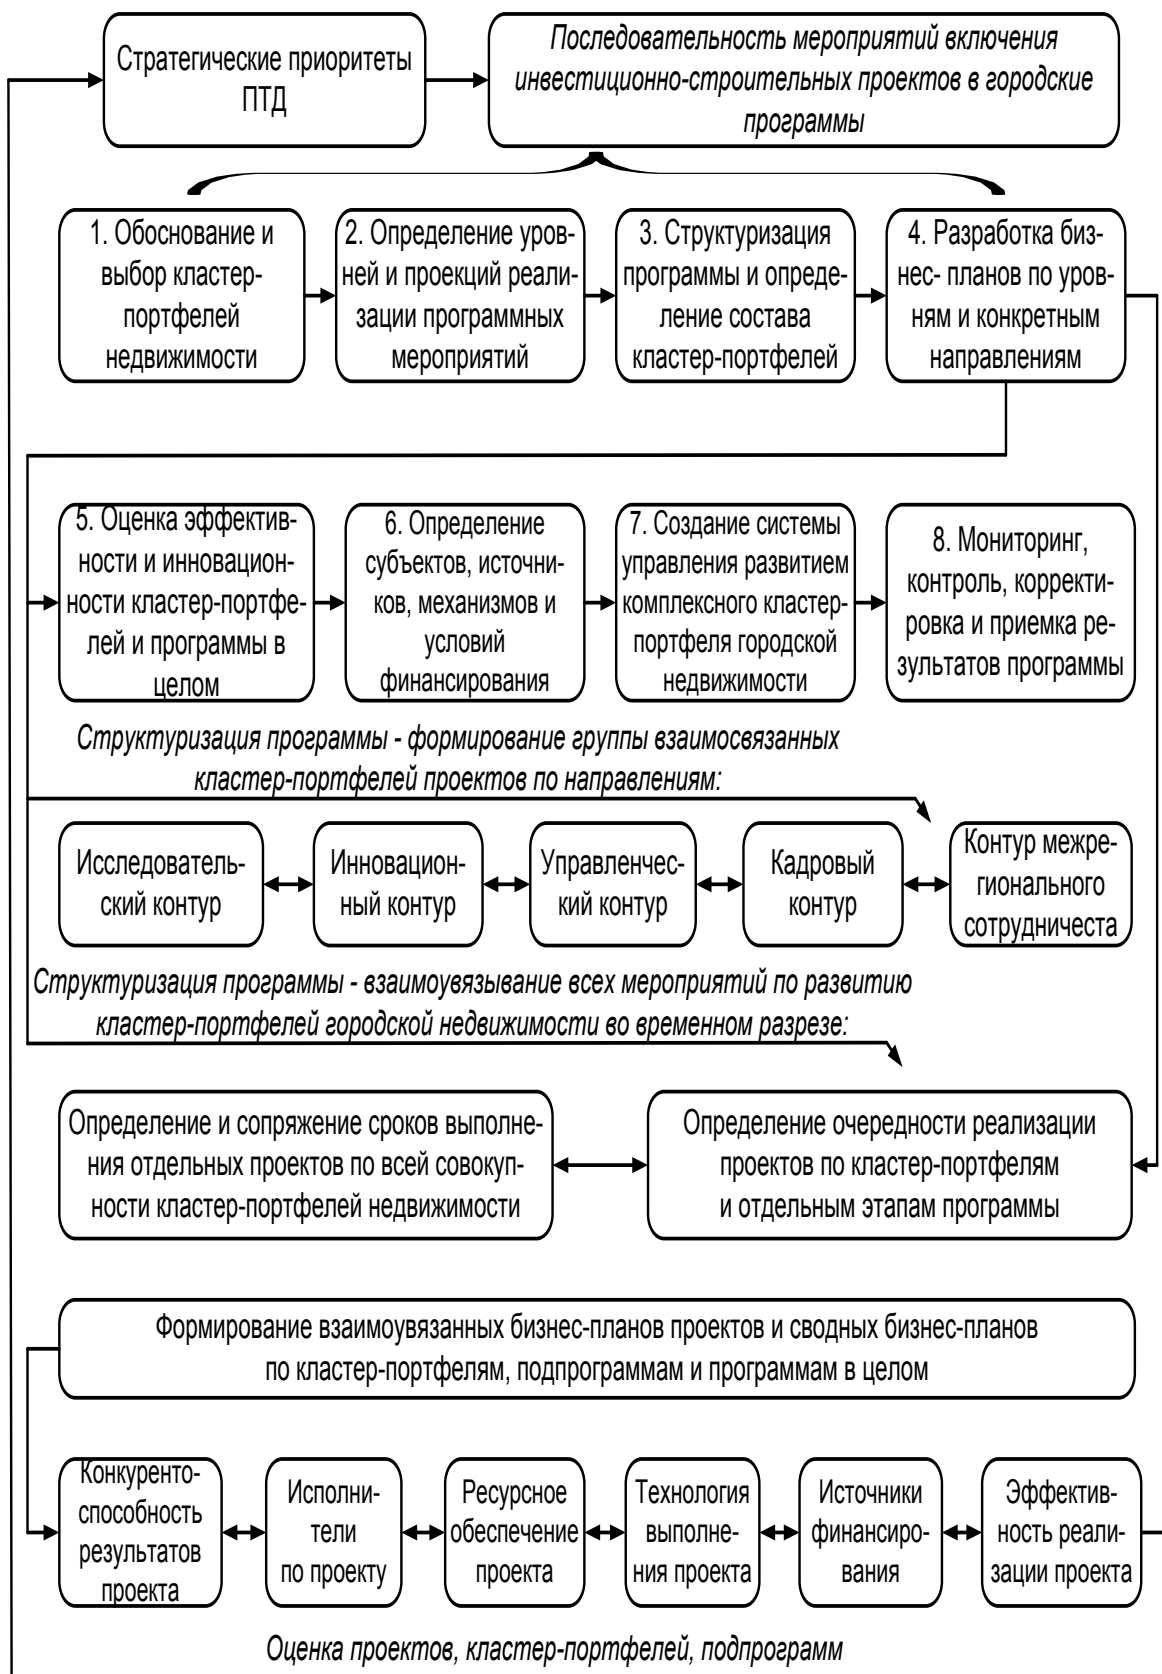 Стратегические приоритеты
ПТД
Последовательность мероприятий включения
инвестиционно-строительных проектов в городские
программы
1. Обоснование и
выбор кластер-
портфелей
недвижимости
2. Определение уров-
ней и проекций реали-
зации программных
мероприятий
3. Структуризация
программы и опреде-
ление состава
кластер-портфелей
4. Разработка биз-
нес- планов по уров-
ням и конкретным
направлениям
5. Оценка эффектив-
ности и инновацион-
ности кластер-портфе-
лей и программы в
целом
6. Определение
субъектов, источни-
ков, механизмов и
условий
финансирования
7. Создание системы
управления развитием
комплексного кластер-
портфеля городской
недвижимости
8. Мониторинг,
контроль, корректи-
ровка и приемка ре-
зультатов программы
Структуризация программы - формирование группы взаимосвязанных
кластер-портфелей проектов по направлениям:
Исследователь-
ский контур
Инновацион-
ный контур
Управленчес-
кий контур
Кадровый
контур
Контур межре-
гионального
сотрудничеста
Структуризация программы - взаимоувязывание всех мероприятий по развитию
кластер-портфелей городской недвижимости во временном разрезе:
Определение и сопряжение сроков выполне-
ния отдельных проектов по всей совокуп-
ности кластер-портфелей недвижимости
Определение очередности реализации
проектов по кластер-портфелям
и отдельным этапам программы
Формирование взаимоувязанных бизнес-планов проектов и сводных бизнес-планов
по кластер-портфелям, подпрограммам и программам в целом
Конкуренто-
способность
результатов
проекта
Исполни-
тели
по проекту
Ресурсное
обеспечение
проекта
Технология
выполне-
ния проекта
Источники
финансиро-
вания
Эффектив-
ность реали-
зации проекта
Оценка проектов, кластер-портфелей, подпрограмм